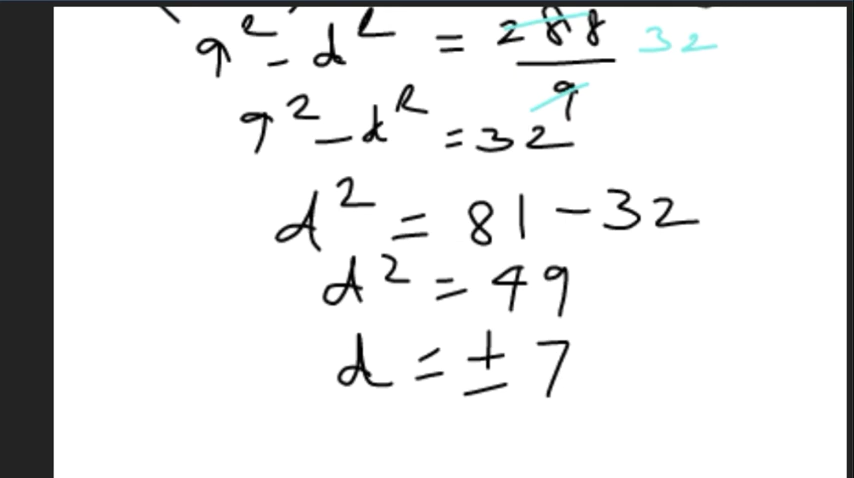 9² - d² = 288/9 32
9² - d² = 32
d² = 81 - 32
d² = 49
d = ± 7